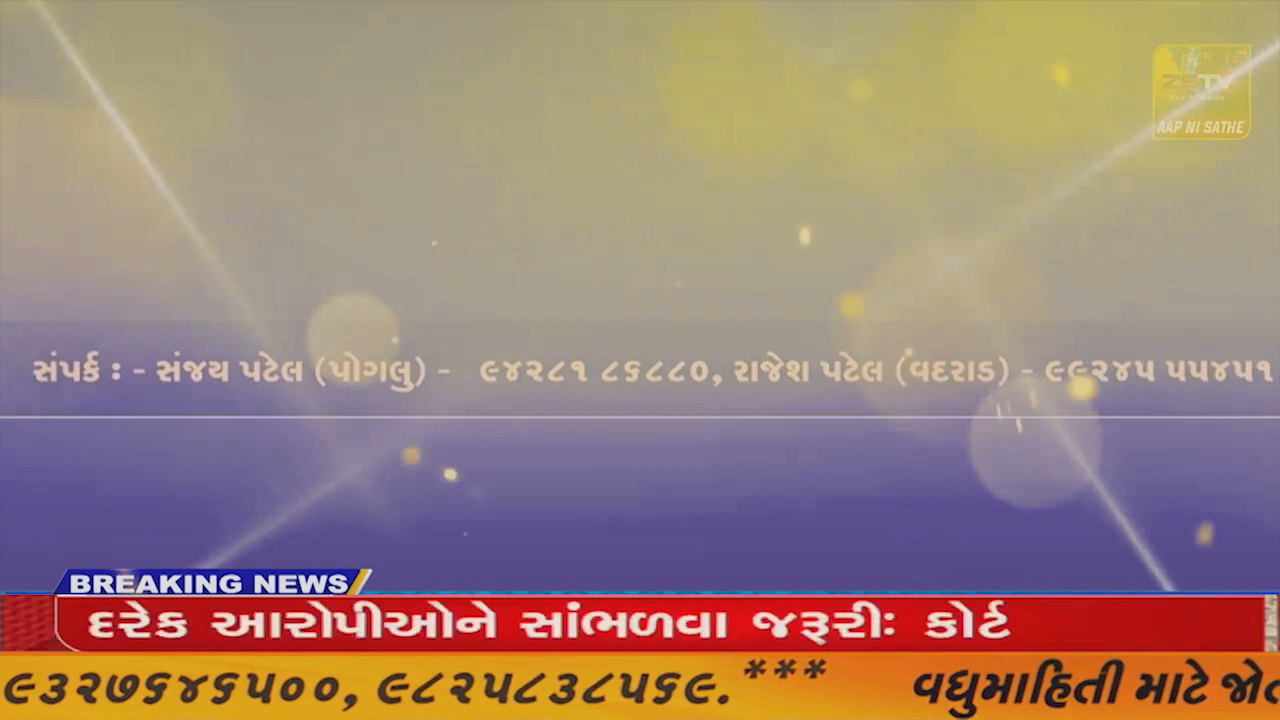 AAP NI SATHE
સંપર્ક : - સંજય પટેલ (પોગલુ) - ૯૪૨૮૧ ૮૬૮૮૦, રાજેશ પટેલ (વદરાડ) - ૯૯૨૪૫ ૫૫૪૫૧
BREAKING NEWS
દરેક આરોપીઓને સાંભળવા જરૂરીઃ કોર્ટ
૯૩૨૭૬૪૬૫૦૦, ૯૮૨૫૮૩૮૫૬૯. *** વધુમાહિતી માટે જોત